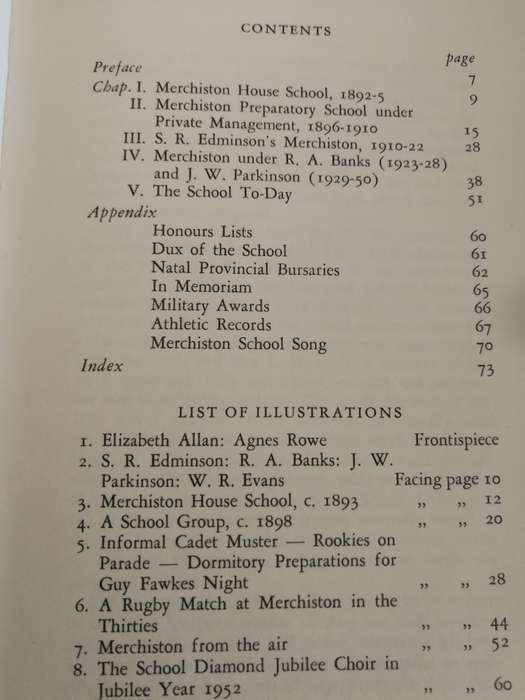 CONTENTS
page
Preface 7
Chap. I. Merchiston House School, 1892-5 9
II. Merchiston Preparatory School under
Private Management, 1896-1910 15
III. S. R. Edminson's Merchiston, 1910-22 28
IV. Merchiston under R. A. Banks (1923-28)
and J. W. Parkinson (1929-50) 38
V. The School To-Day 51
Appendix
Honours Lists 60
Dux of the School 61
Natal Provincial Bursaries 62
In Memoriam 65
Military Awards 66
Athletic Records 67
Merchiston School Song 70
Index 73
LIST OF ILLUSTRATIONS
1. Elizabeth Allan: Agnes Rowe Frontispiece
2. S. R. Edminson: R. A. Banks: J. W.
Parkinson: W. R. Evans Facing page 10
3. Merchiston House School, c. 1893 „ „ 12
4. A School Group, c. 1898 „ „ 20
5. Informal Cadet Muster — Rookies on
Parade — Dormitory Preparations for
Guy Fawkes Night „ „ 28
6. A Rugby Match at Merchiston in the
Thirties „ „ 44
7. Merchiston from the air „ „ 52
8. The School Diamond Jubilee Choir in
Jubilee Year 1952 „ „ 60